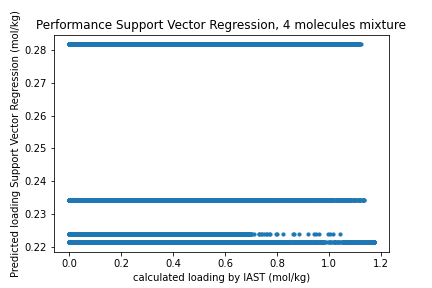 Performance Support Vector Regression, 4 molecules mixture
Predicted loading Support Vector Regression (mol/kg)
0.28
0.27
0.26
0.25
0.24
0.23
0.22
0.0 0.2 0.4 0.6 0.8 1.0 1.2
calculated loading by IAST (mol/kg)